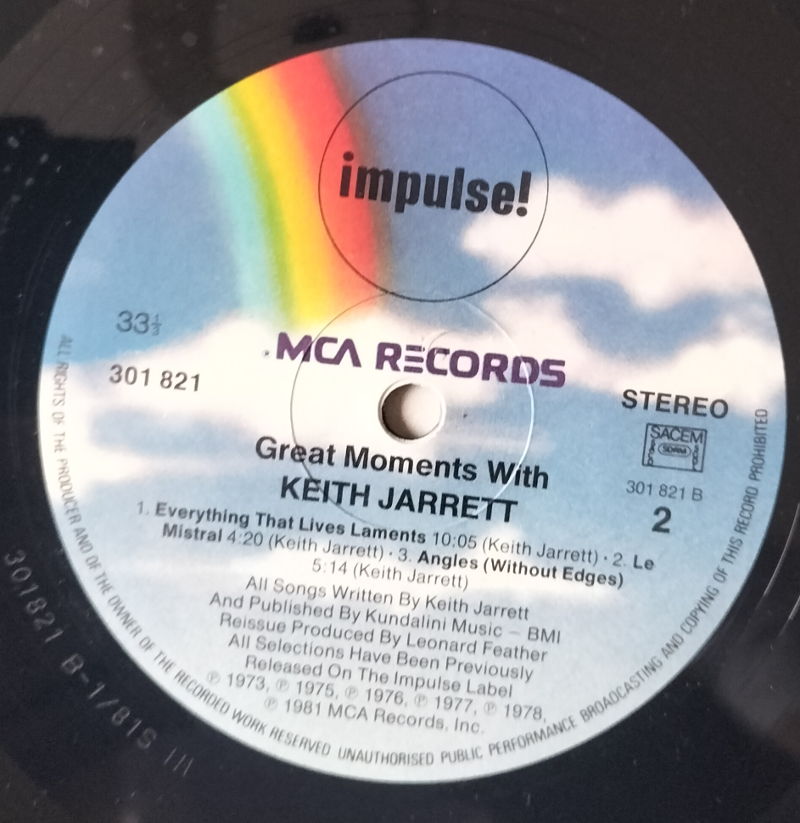 impulse!
MCA RECORDS
33⅓
301 821
STEREO
SACEM
SDRM
301 821 B
2
Great Moments With
KEITH JARRETT
1. Everything That Lives Laments 10:05 (Keith Jarrett) · 2. Le
Mistral 4:20 (Keith Jarrett) · 3. Angles (Without Edges)
5:14 (Keith Jarrett)
All Songs Written By Keith Jarrett
And Published By Kundalini Music – BMI
Reissue Produced By Leonard Feather
All Selections Have Been Previously
Released On The Impulse Label
℗ 1973, ℗ 1975, ℗ 1976, ℗ 1977, ℗ 1978,
℗ 1981 MCA Records, Inc.
ALL RIGHTS OF THE PRODUCER AND OF THE OWNER OF THE RECORDED WORK RESERVED UNAUTHORISED PUBLIC PERFORMANCE BROADCASTING AND COPYING OF THIS RECORD PROHIBITED
301821 B-1/81S III